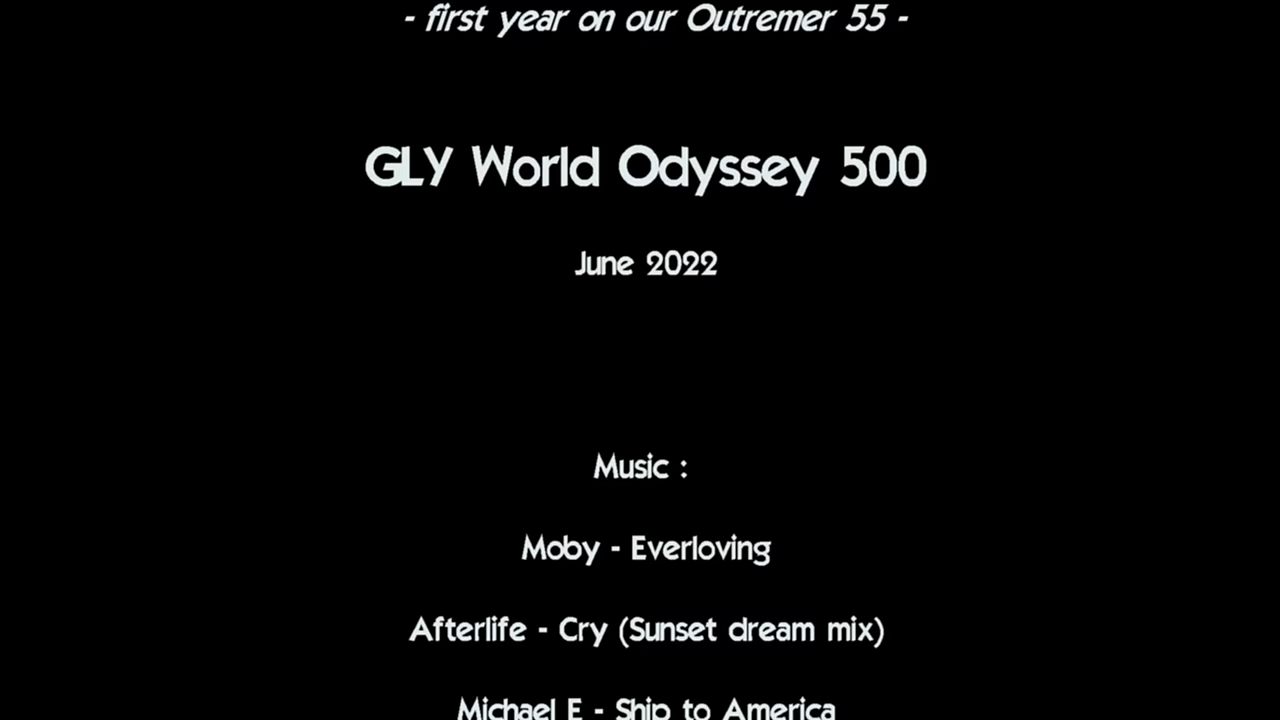 - first year on our Outremer 55 -
GLY World Odyssey 500
June 2022
Music :
Moby - Everloving
Afterlife - Cry (Sunset dream mix)
Michael E - Ship to America